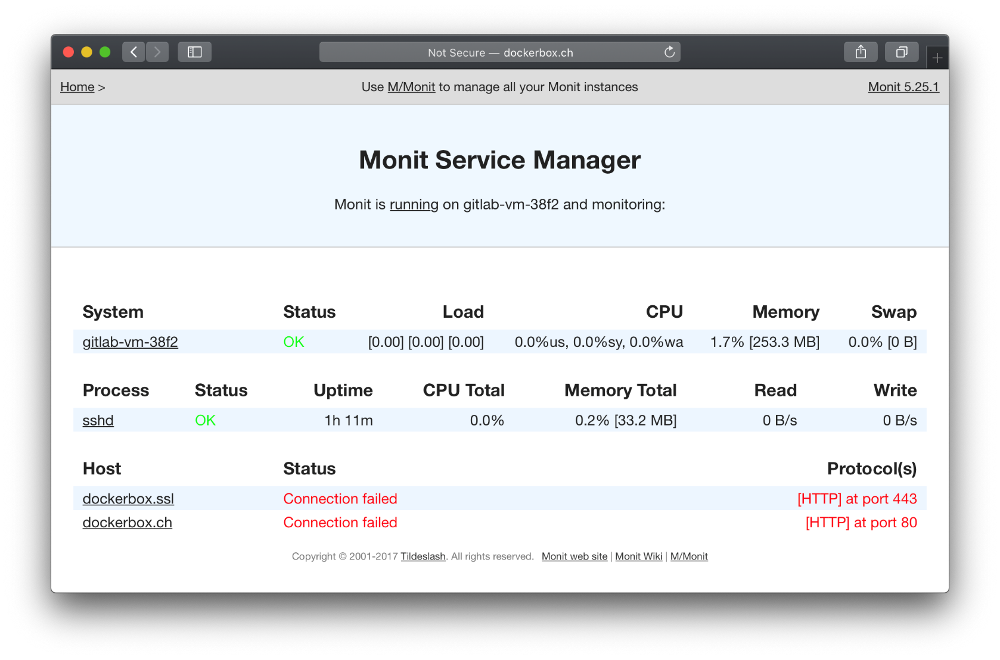 Not Secure — dockerbox.ch
Home > Use M/Monit to manage all your Monit instances Monit 5.25.1
Monit Service Manager
Monit is running on gitlab-vm-38f2 and monitoring:
System Status Load CPU Memory Swap
gitlab-vm-38f2 OK [0.00] [0.00] [0.00] 0.0%us, 0.0%sy, 0.0%wa 1.7% [253.3 MB] 0.0% [0 B]
Process Status Uptime CPU Total Memory Total Read Write
sshd OK 1h 11m 0.0% 0.2% [33.2 MB] 0 B/s 0 B/s
Host Status Protocol(s)
dockerbox.ssl Connection failed [HTTP] at port 443
dockerbox.ch Connection failed [HTTP] at port 80
Copyright © 2001-2017 Tildeslash. All rights reserved. Monit web site | Monit Wiki | M/Monit